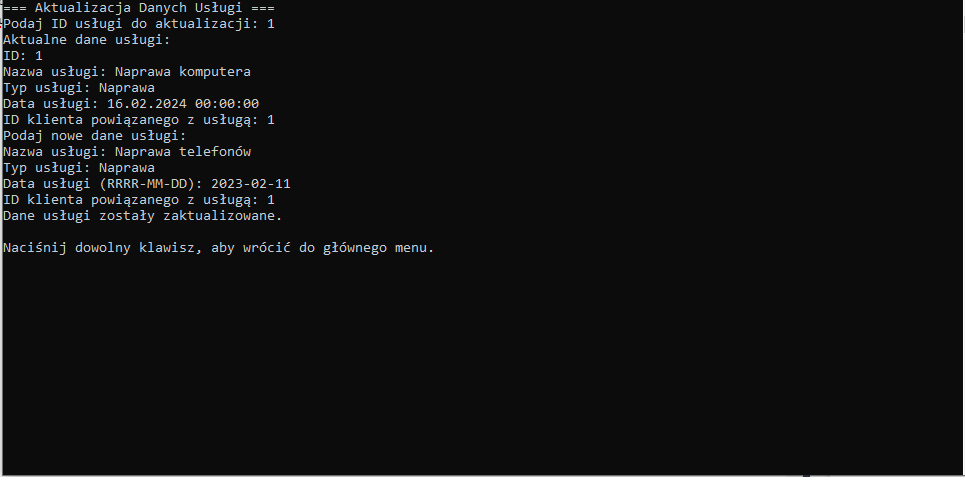 === Aktualizacja Danych Usługi ===
Podaj ID usługi do aktualizacji: 1
Aktualne dane usługi:
ID: 1
Nazwa usługi: Naprawa komputera
Typ usługi: Naprawa
Data usługi: 16.02.2024 00:00:00
ID klienta powiązanego z usługą: 1
Podaj nowe dane usługi:
Nazwa usługi: Naprawa telefonów
Typ usługi: Naprawa
Data usługi (RRRR-MM-DD): 2023-02-11
ID klienta powiązanego z usługą: 1
Dane usługi zostały zaktualizowane.
Naciśnij dowolny klawisz, aby wrócić do głównego menu.